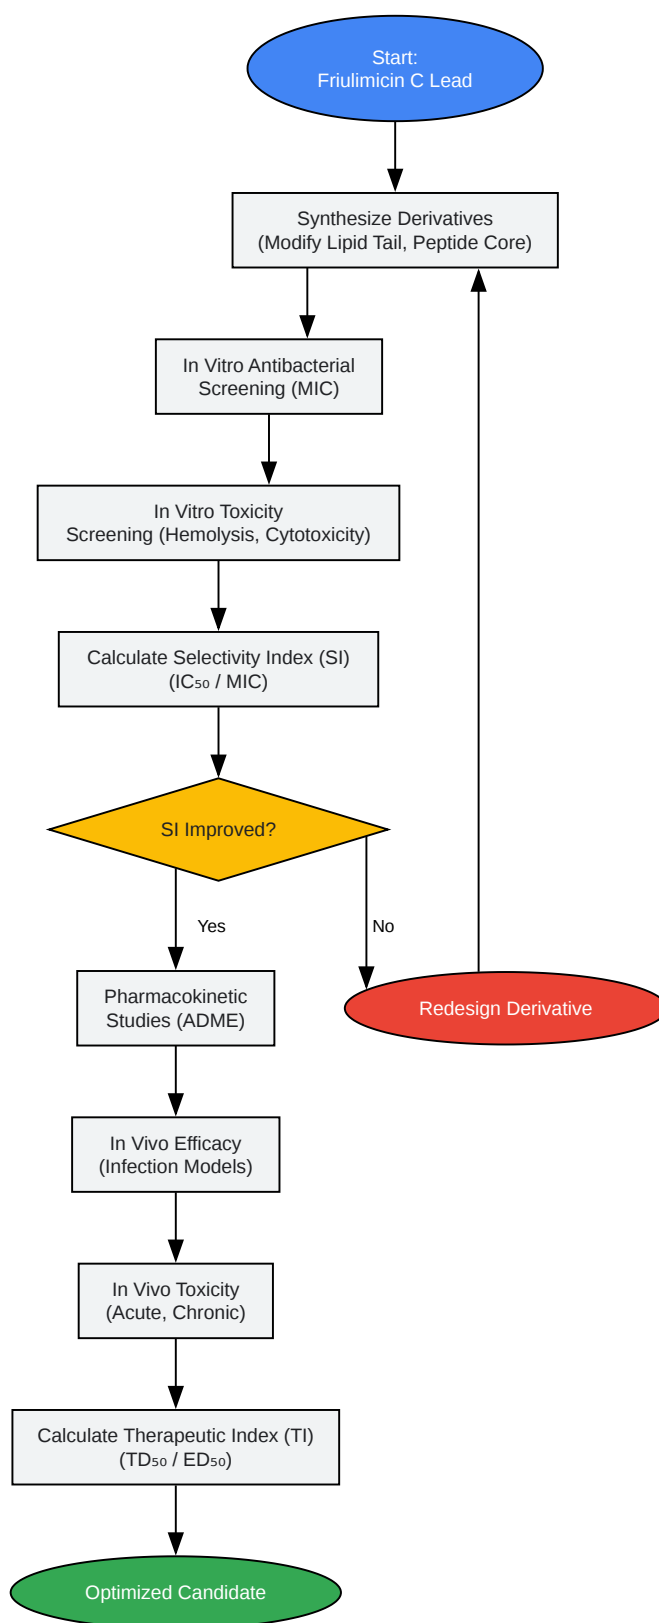 Start:
Friulimicin C Lead
Synthesize Derivatives
(Modify Lipid Tail, Peptide Core)
In Vitro Antibacterial
Screening (MIC)
In Vitro Toxicity
Screening (Hemolysis, Cytotoxicity)
Calculate Selectivity Index (SI)
(IC₅₀ / MIC)
SI Improved?
Yes
No
Pharmacokinetic
Studies (ADME)
Redesign Derivative
In Vivo Efficacy
(Infection Models)
In Vivo Toxicity
(Acute, Chronic)
Calculate Therapeutic Index (TI)
(TD₅₀ / ED₅₀)
Optimized Candidate